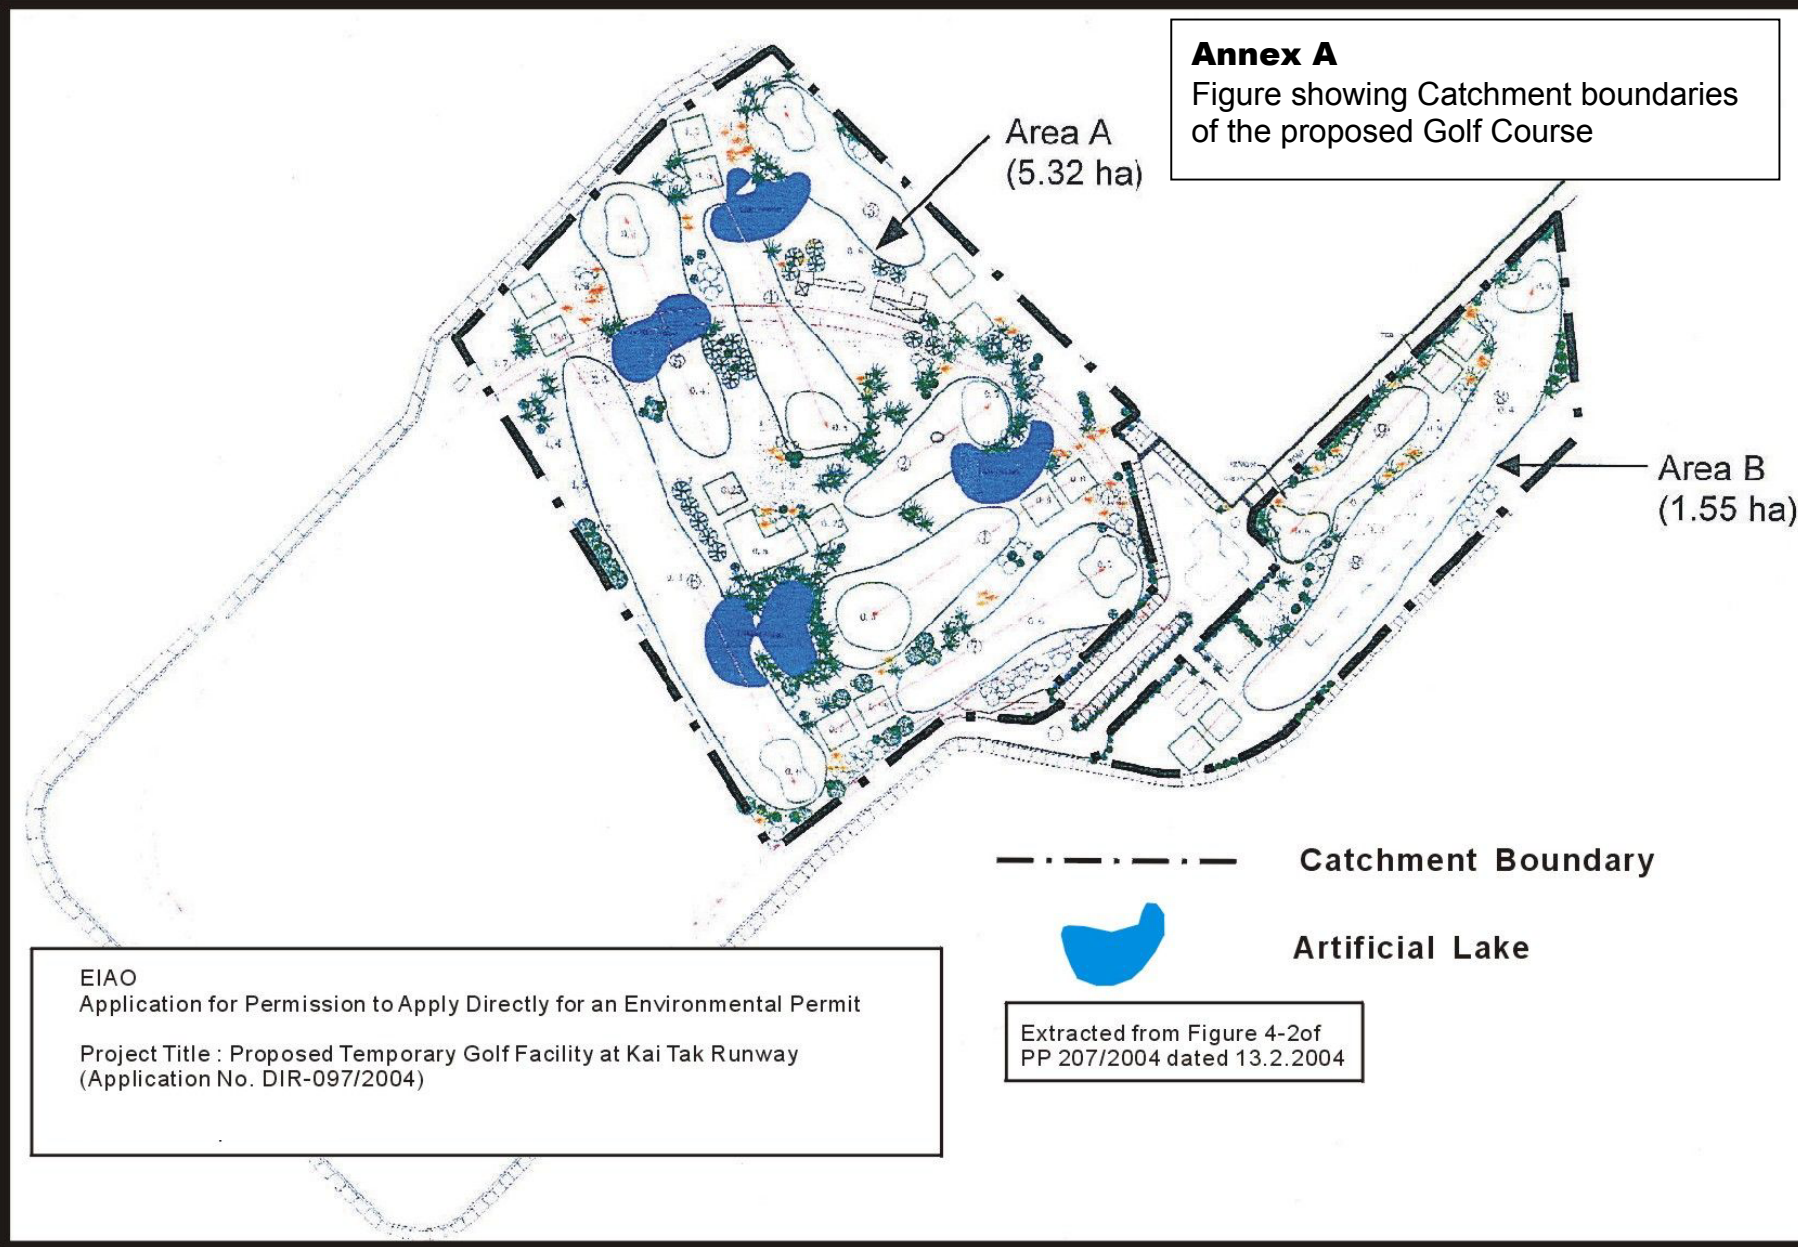 Annex A
Figure showing Catchment boundaries
of the proposed Golf Course
Area A
(5.32 ha)
Area B
(1.55 ha)
Catchment Boundary
Artificial Lake
EIAO
Application for Permission to Apply Directly for an Environmental Permit
Project Title : Proposed Temporary Golf Facility at Kai Tak Runway
(Application No. DIR-097/2004)
Extracted from Figure 4-2of
PP 207/2004 dated 13.2.2004